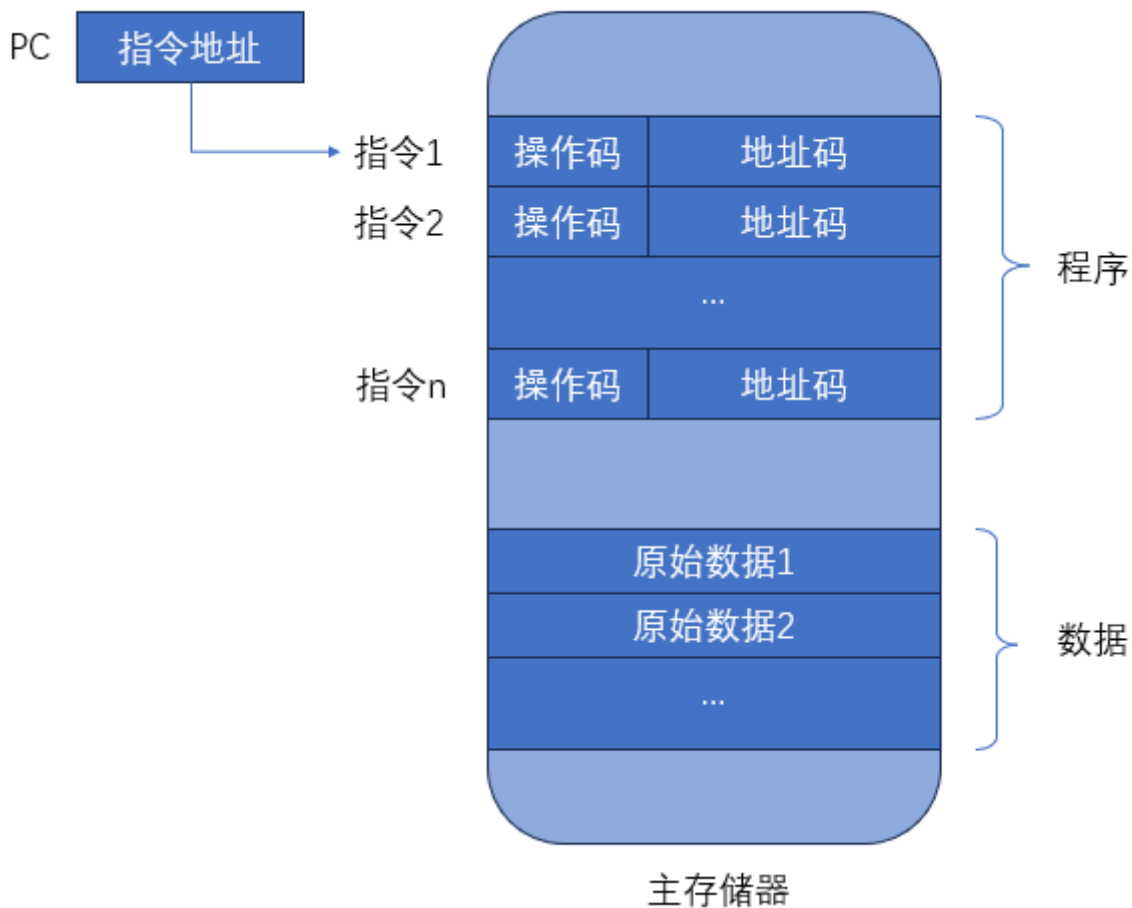 PC 指令地址
指令1 操作码 地址码
指令2 操作码 地址码
...
程序
指令n 操作码 地址码
原始数据1
原始数据2
数据
...
主存储器